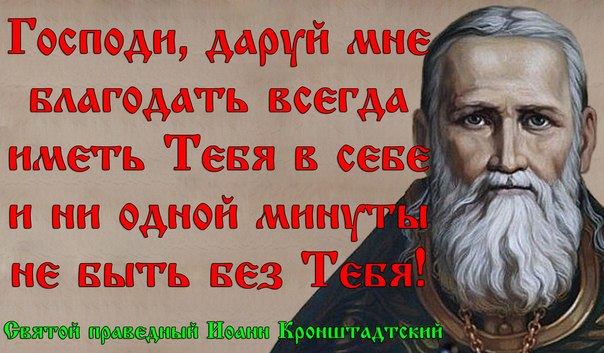 Господи, даруй мне
благодать всегда
иметь Тебя в себе
и ни одной минуты
не быть без Тебя!
Святой праведный Иоанн Кронштадтский